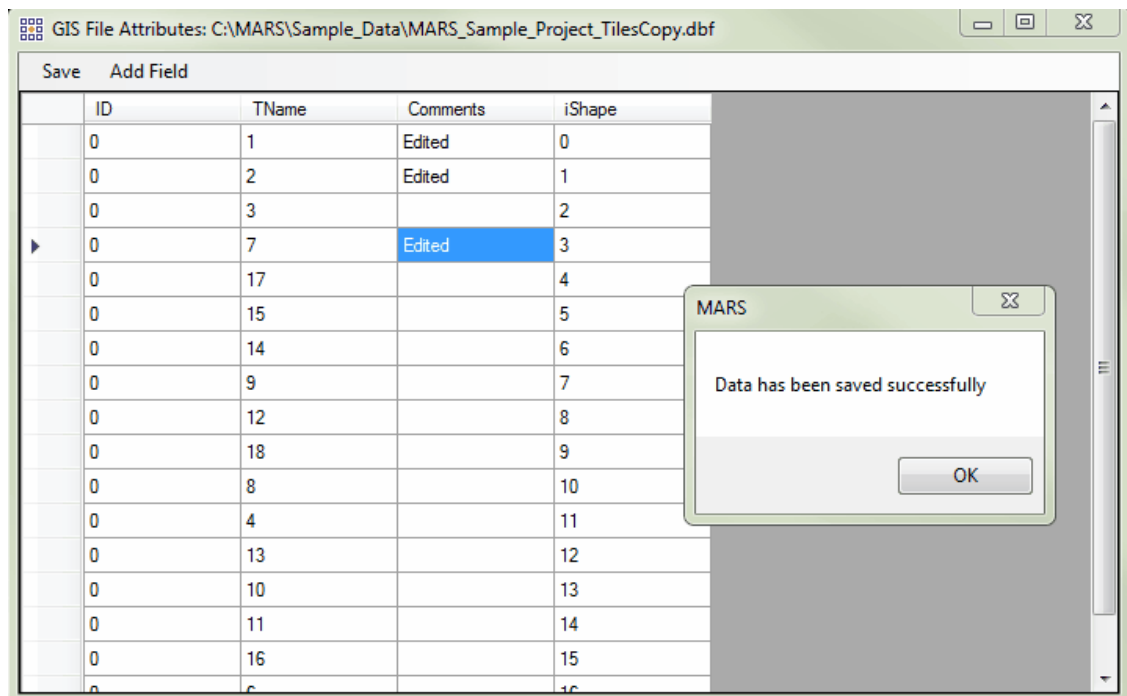 GIS File Attributes: C:\MARS\Sample_Data\MARS_Sample_Project_TilesCopy.dbf
Save Add Field
ID TName Comments iShape
0 1 Edited 0
0 2 Edited 1
0 3 2
0 7 Edited 3
0 17 4
0 15 5
0 14 6
0 9 7
0 12 8
0 18 9
0 8 10
0 4 11
0 13 12
0 10 13
0 11 14
0 16 15
MARS
Data has been saved successfully
OK